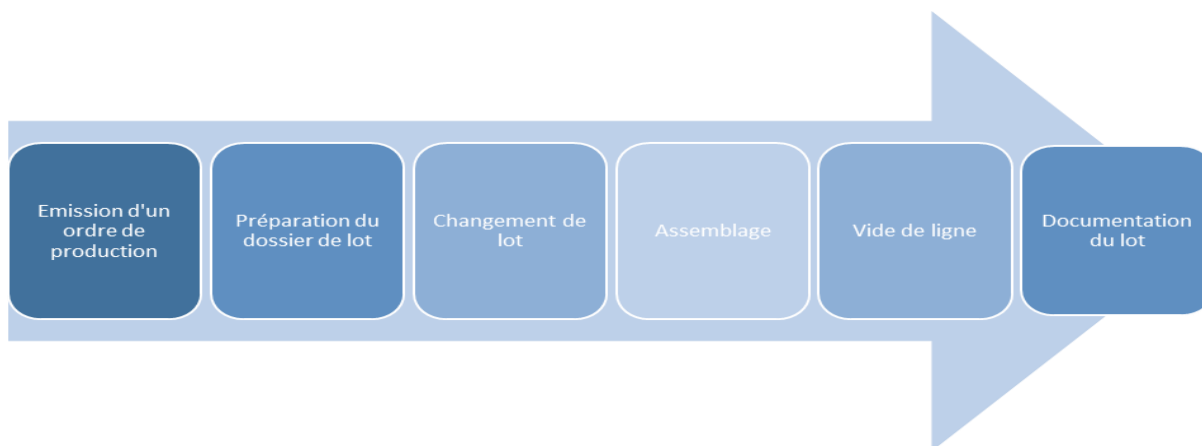 Emission d'un
ordre de
production
Préparation du
dossier de lot
Changement de
lot
Assemblage
Vide de ligne
Documentation
du lot